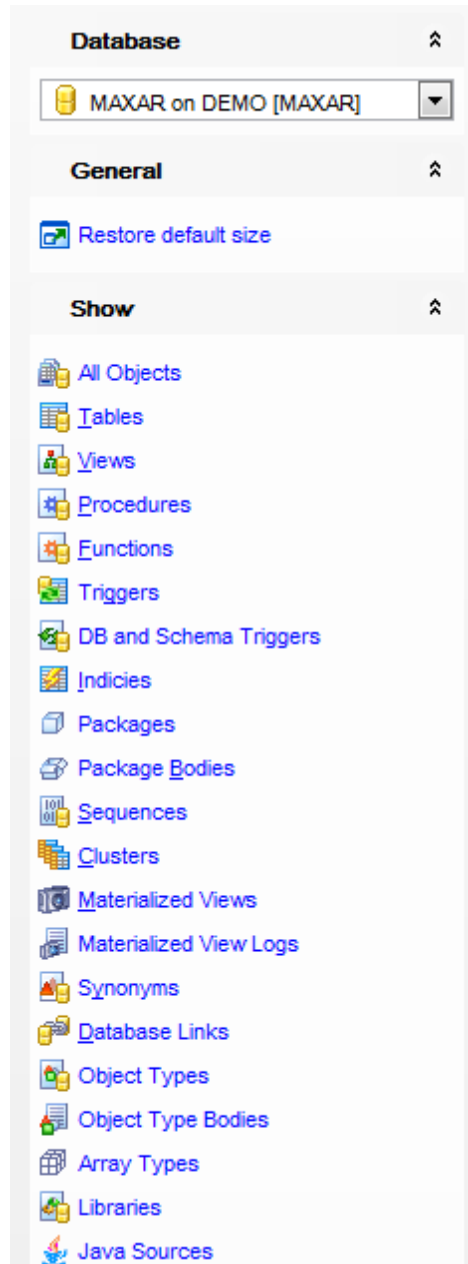 Database
MAXAR on DEMO [MAXAR]
General
Restore default size
Show
All Objects
Tables
Views
Procedures
Functions
Triggers
DB and Schema Triggers
Indicies
Packages
Package Bodies
Sequences
Clusters
Materialized Views
Materialized View Logs
Synonyms
Database Links
Object Types
Object Type Bodies
Array Types
Libraries
Java Sources